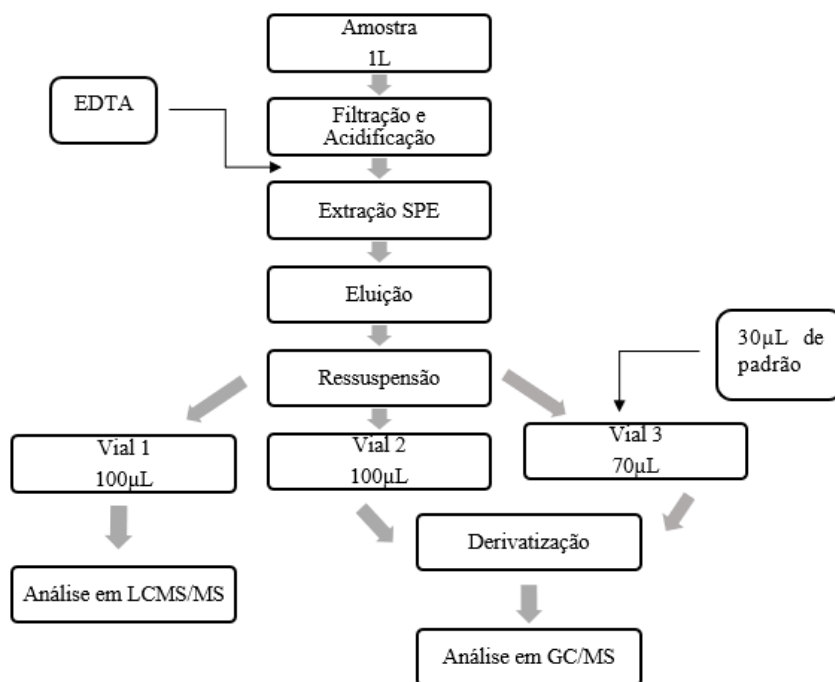 Amostra
1L
EDTA
Filtração e
Acidificação
Extração SPE
Eluição
30µL de
padrão
Ressuspensão
Vial 1
100µL
Vial 2
100µL
Vial 3
70µL
Derivatização
Análise em LCMS/MS
Análise em GC/MS